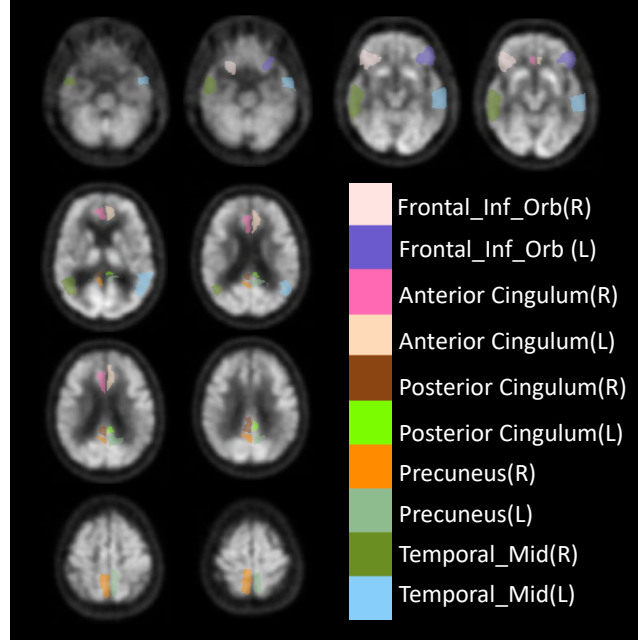 Frontal_Inf_Orb(R)
Frontal_Inf_Orb (L)
Anterior Cingulum(R)
Anterior Cingulum(L)
Posterior Cingulum(R)
Posterior Cingulum(L)
Precuneus(R)
Precuneus(L)
Temporal_Mid(R)
Temporal_Mid(L)